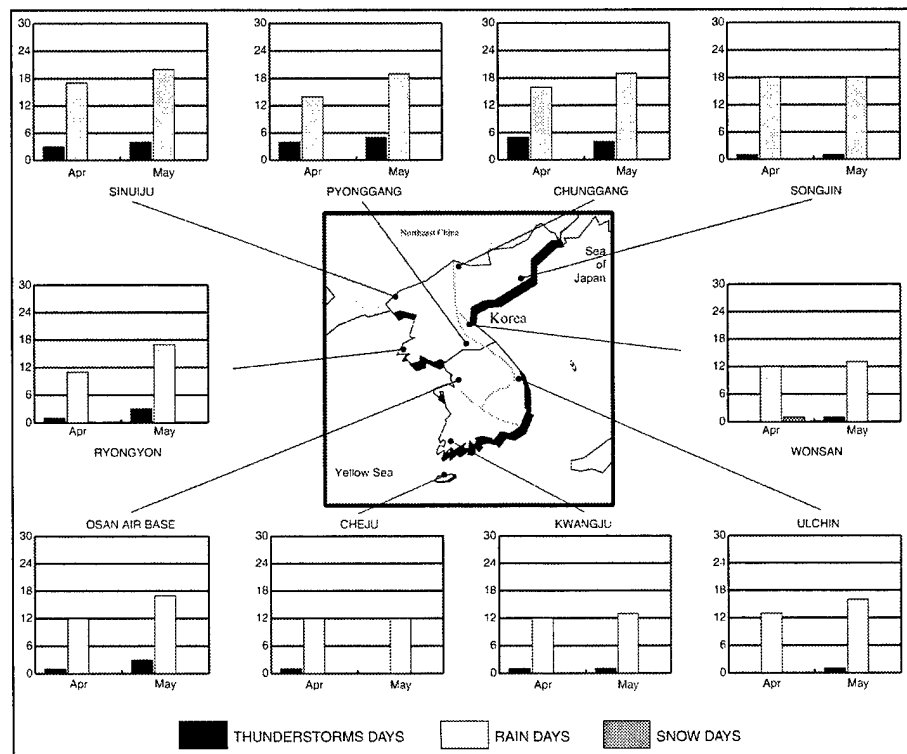 30
24
18
12
6
0
Apr
May
SINUIJU
30
24
18
12
6
0
Apr
May
PYONGGANG
30
24
18
12
6
0
Apr
May
CHUNGGANG
30
24
18
12
6
0
Apr
May
SONGJIN
Northeast China
Sea
of
Japan
Korea
Yellow Sea
30
24
18
12
6
0
Apr
May
RYONGYON
30
24
18
12
6
0
Apr
May
WONSAN
OSAN AIR BASE
30
24
18
12
6
0
Apr
May
CHEJU
30
24
18
12
6
0
Apr
May
KWANGJU
30
24
18
12
6
0
Apr
May
ULCHIN
30
24
18
12
6
0
Apr
May
THUNDERSTORMS DAYS
RAIN DAYS
SNOW DAYS